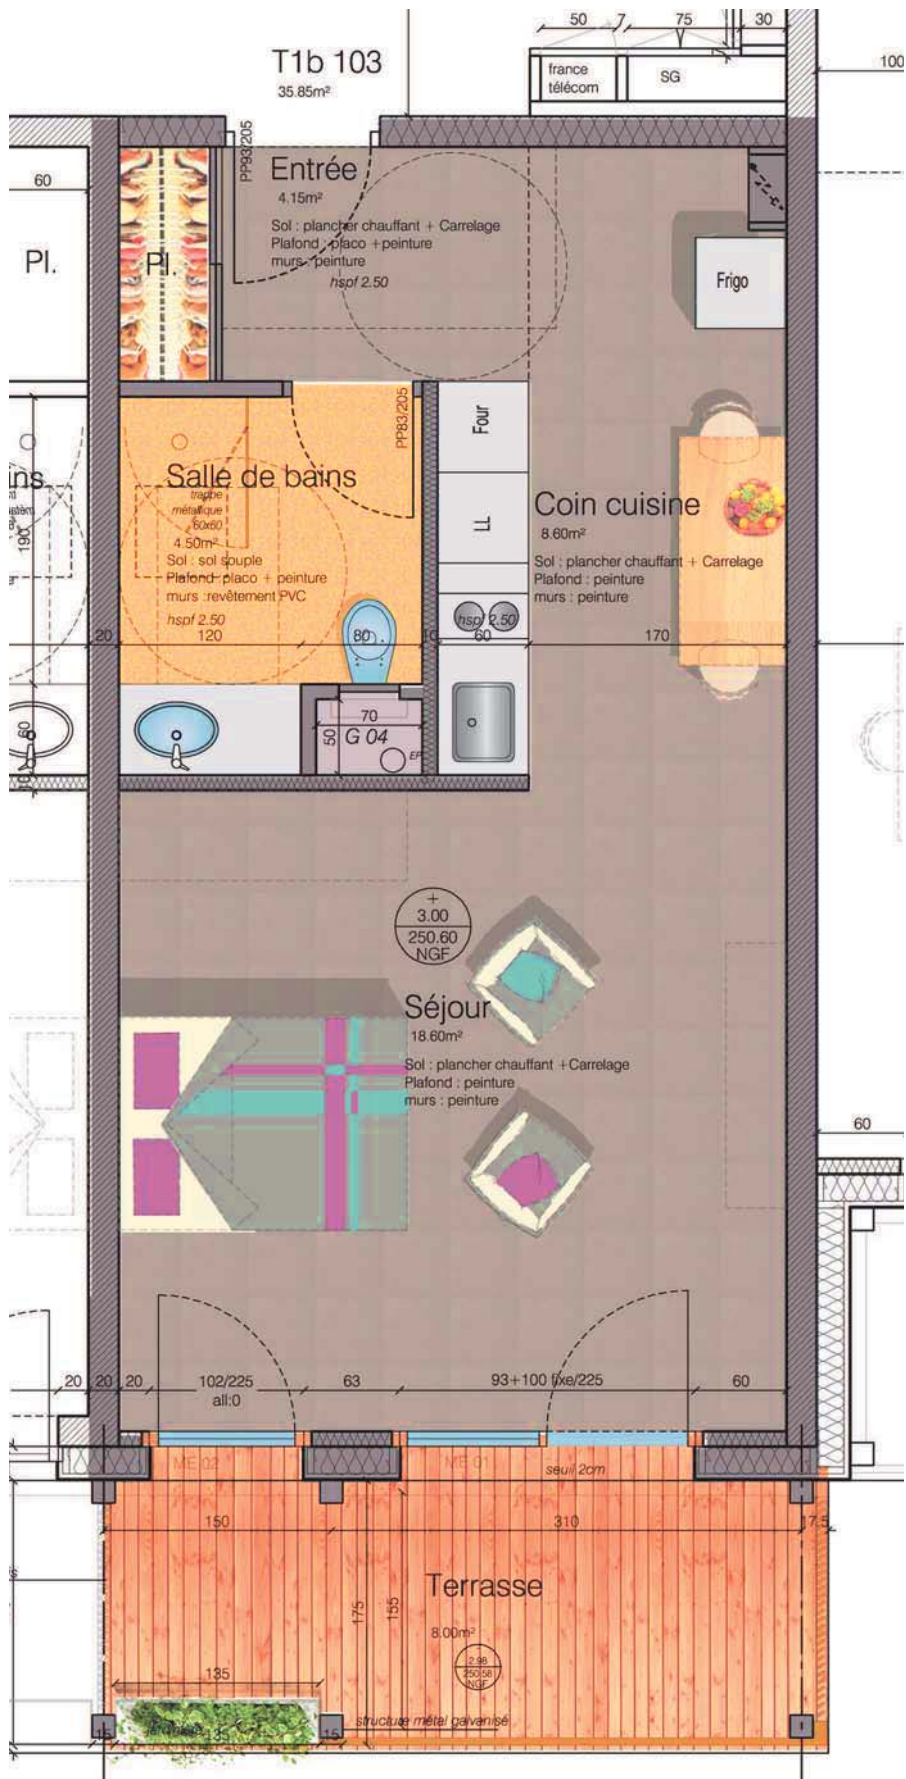 50
7
75
30
T1b 103
35.85m²
france
télécom
SG
100
PP93/205
Entrée
4.15m²
Sol : plancher chauffant + Carrelage
Plafond : placo +peinture
murs : peinture
hspf 2.50
60
Pl.
Pl.
Frigo
PP83/205
Four
Salle de bains
trappe
métallique
60x60
4.50m²
Sol : sol souple
Plafond : placo + peinture
murs : revêtement PVC
hspf 2.50
ns
190
LL
Coin cuisine
8.60m²
Sol : plancher chauffant + Carrelage
Plafond : peinture
murs : peinture
hspf 2.50
20
120
80
10
60
170
60
10
70
50
G 04
EP
+
3.00
250.60
NGF
Séjour
18.60m²
Sol : plancher chauffant +Carrelage
Plafond : peinture
murs : peinture
60
20
20
20
102/225
all:0
63
93+100 fixe/225
60
ME 02
ME 01
seuil 2cm
150
310
17.5
175
155
Terrasse
8.00m²
2.98
250.58
NGF
135
structure métal galvanisé
15
135
15